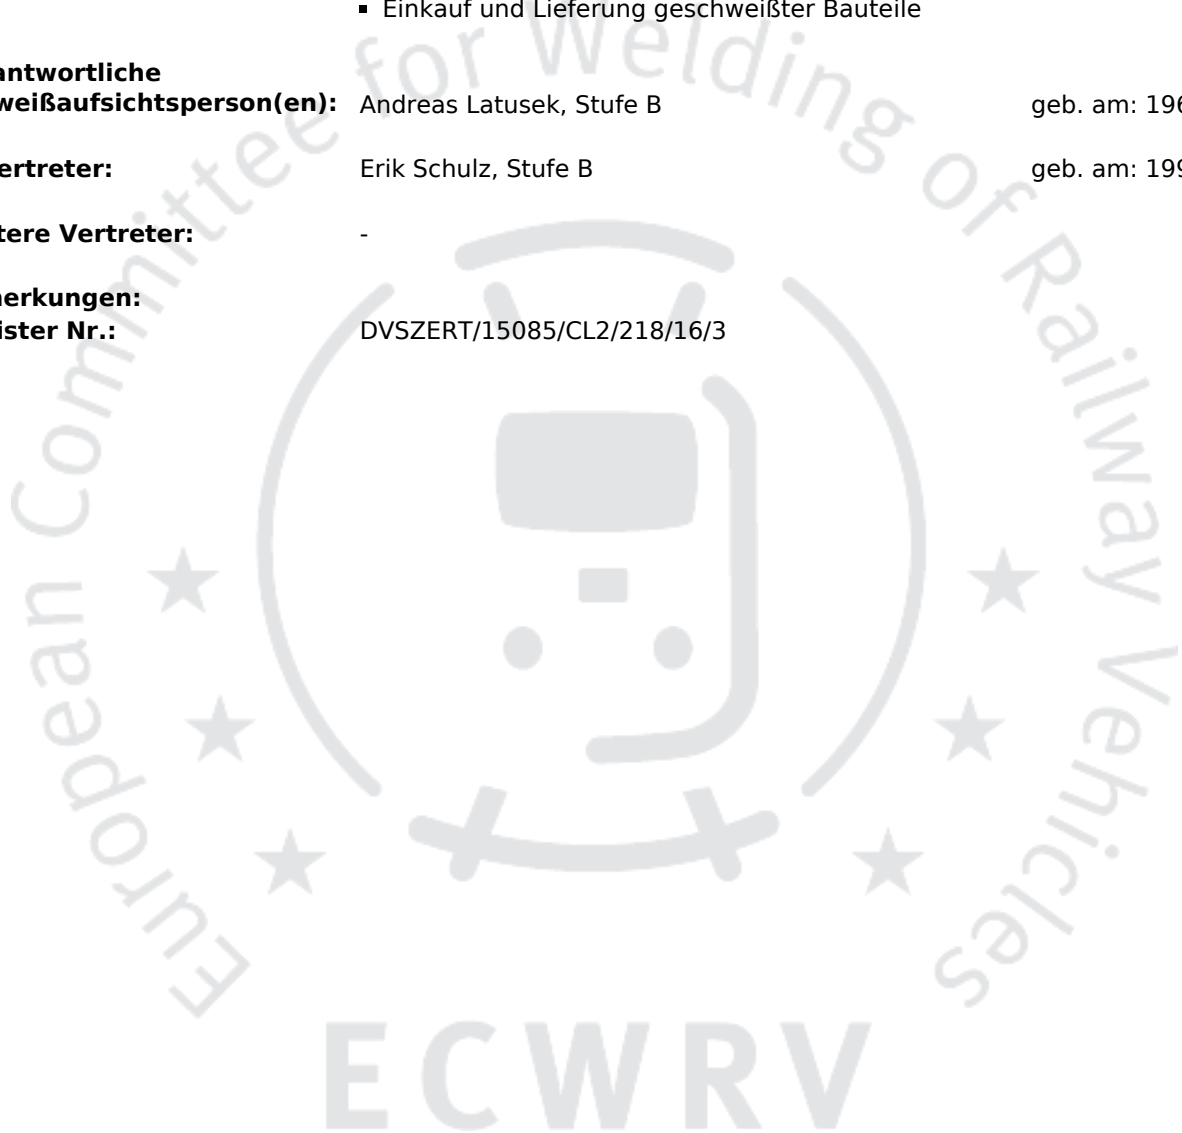 Einkauf und Lieferung geschweißter Bauteile
antwortliche
weißaufsichtsperson(en): Andreas Latusek, Stufe B geb. am: 196
ertreter: Erik Schulz, Stufe B geb. am: 199
tere Vertreter: -
merkungen:
ister Nr.: DVSZERT/15085/CL2/218/16/3
European Committee for Welding of Railway Vehicles
ECWRV